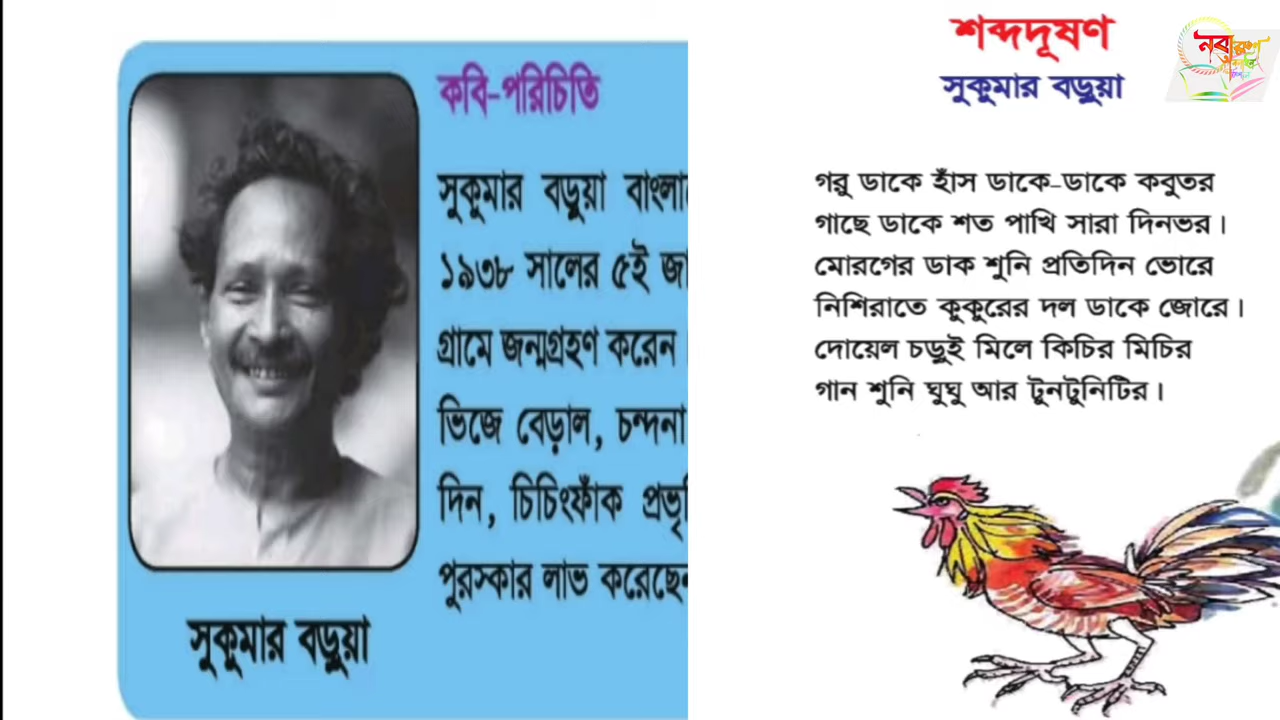 কবি-পরিচিতি
সুকুমার বড়ুয়া
১৯৩৮ সালের ৫ই
গ্রামে জন্মগ্রহণ করেন
ভিজে বেড়াল, চন্দনা
দিন, চিচিংফাঁক
পুরস্কার লাভ
সুকুমার বড়ুয়া
শব্দদূষণ
সুকুমার বড়ুয়া
গরু ডাকে হাঁস ডাকে-ডাকে কবুতর
গাছে ডাকে শত পাখি সারা দিনভর।
মোরগের ডাক শুনি প্রতিদিন ভোরে
নিশিরাতে কুকুরের দল ডাকে জোরে।
দোয়েল চড়ুই মিলে কিচির মিচির
গান শুনি ঘুঘু আর টুনটুনিটির।